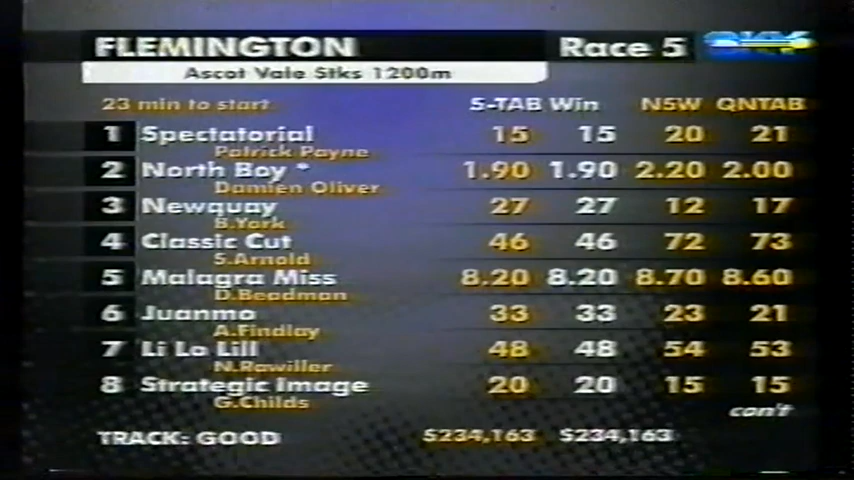 FLEMINGTON Race 5 SKY
Ascot Vale Stks 1200m
23 min to start S-TAB Win NSW QNTAB
1 Spectatorial 15 15 20 21
Patrick Payne
2 North Boy * 1.90 1.90 2.20 2.00
Damien Oliver
3 Newquay 27 27 12 17
B.York
4 Classic Cut 46 46 72 73
S.Arnold
5 Malagra Miss 8.20 8.20 8.70 8.60
D.Beadman
6 Juanmo 33 33 23 21
A.Findlay
7 Li Lo Lill 48 48 54 53
N.Rawiller
8 Strategic Image 20 20 15 15
G.Childs
con't
TRACK: GOOD $234,163 $234,163